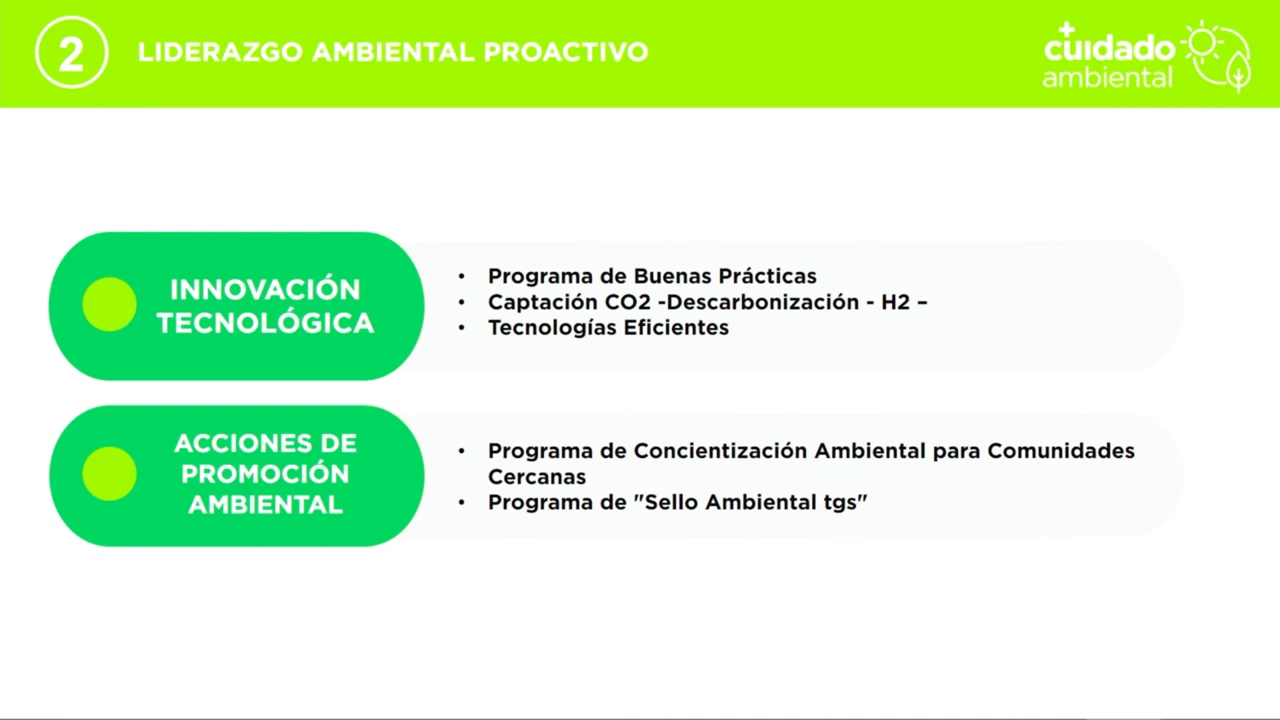 2
LIDERAZGO AMBIENTAL PROACTIVO
+
cuidado
ambiental
INNOVACIÓN
TECNOLÓGICA
• Programa de Buenas Prácticas
• Captación CO2 -Descarbonización - H2 –
• Tecnologías Eficientes
ACCIONES DE
PROMOCIÓN
AMBIENTAL
• Programa de Concientización Ambiental para Comunidades
Cercanas
• Programa de "Sello Ambiental tgs"